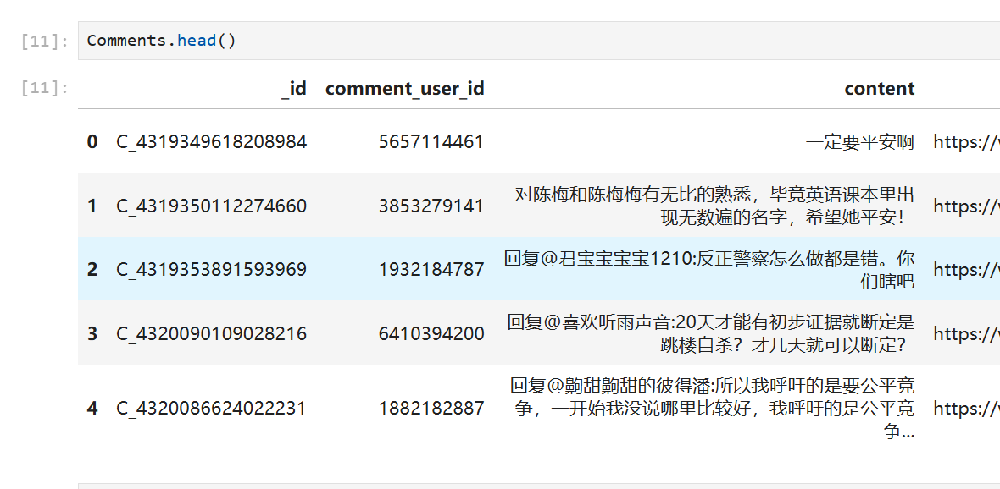 [11]: Comments.head()
[11]: _id comment_user_id content
0 C_4319349618208984 5657114461 一定要平安啊 https://
1 C_4319350112274660 3853279141 对陈梅和陈梅梅有无比的熟悉，毕竟英语课本里出
现无数遍的名字，希望她平安！ https://
2 C_4319353891593969 1932184787 回复@君宝宝宝宝1210:反正警察怎么做都是错。你
们瞎吧 https://
3 C_4320090109028216 6410394200 回复@喜欢听雨声音:20天才能有初步证据就断定是
跳楼自杀？才几天就可以断定？ https://
4 C_4320086624022231 1882182887 回复@齁甜齁甜的彼得潘:所以我呼吁的是要公平竞
争，一开始我没说哪里比较好，我呼吁的是公平竞 https://
争...